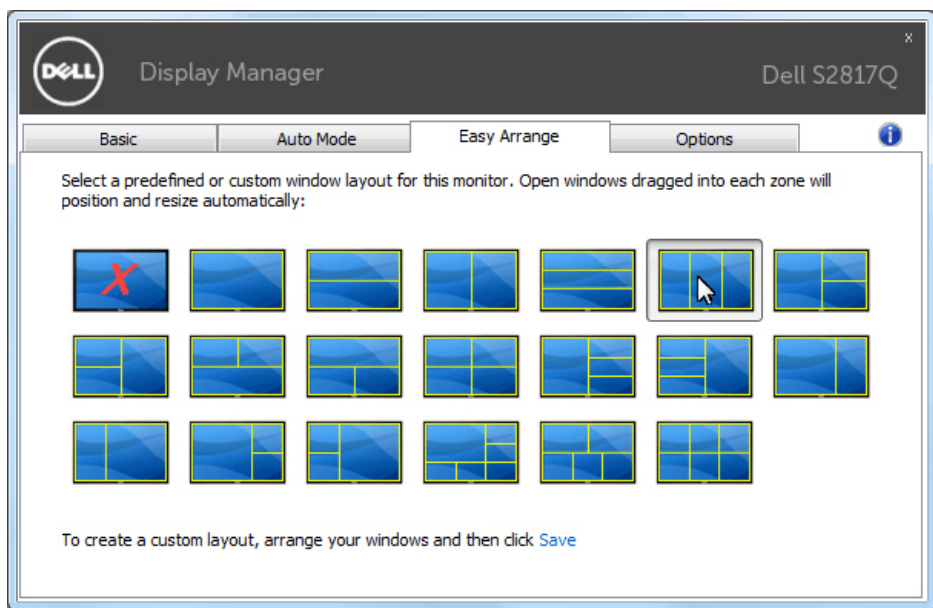 x
DELL
Display Manager
Dell S2817Q
Basic
Auto Mode
Easy Arrange
Options
i
Select a predefined or custom window layout for this monitor. Open windows dragged into each zone will
position and resize automatically:
X
To create a custom layout, arrange your windows and then click Save